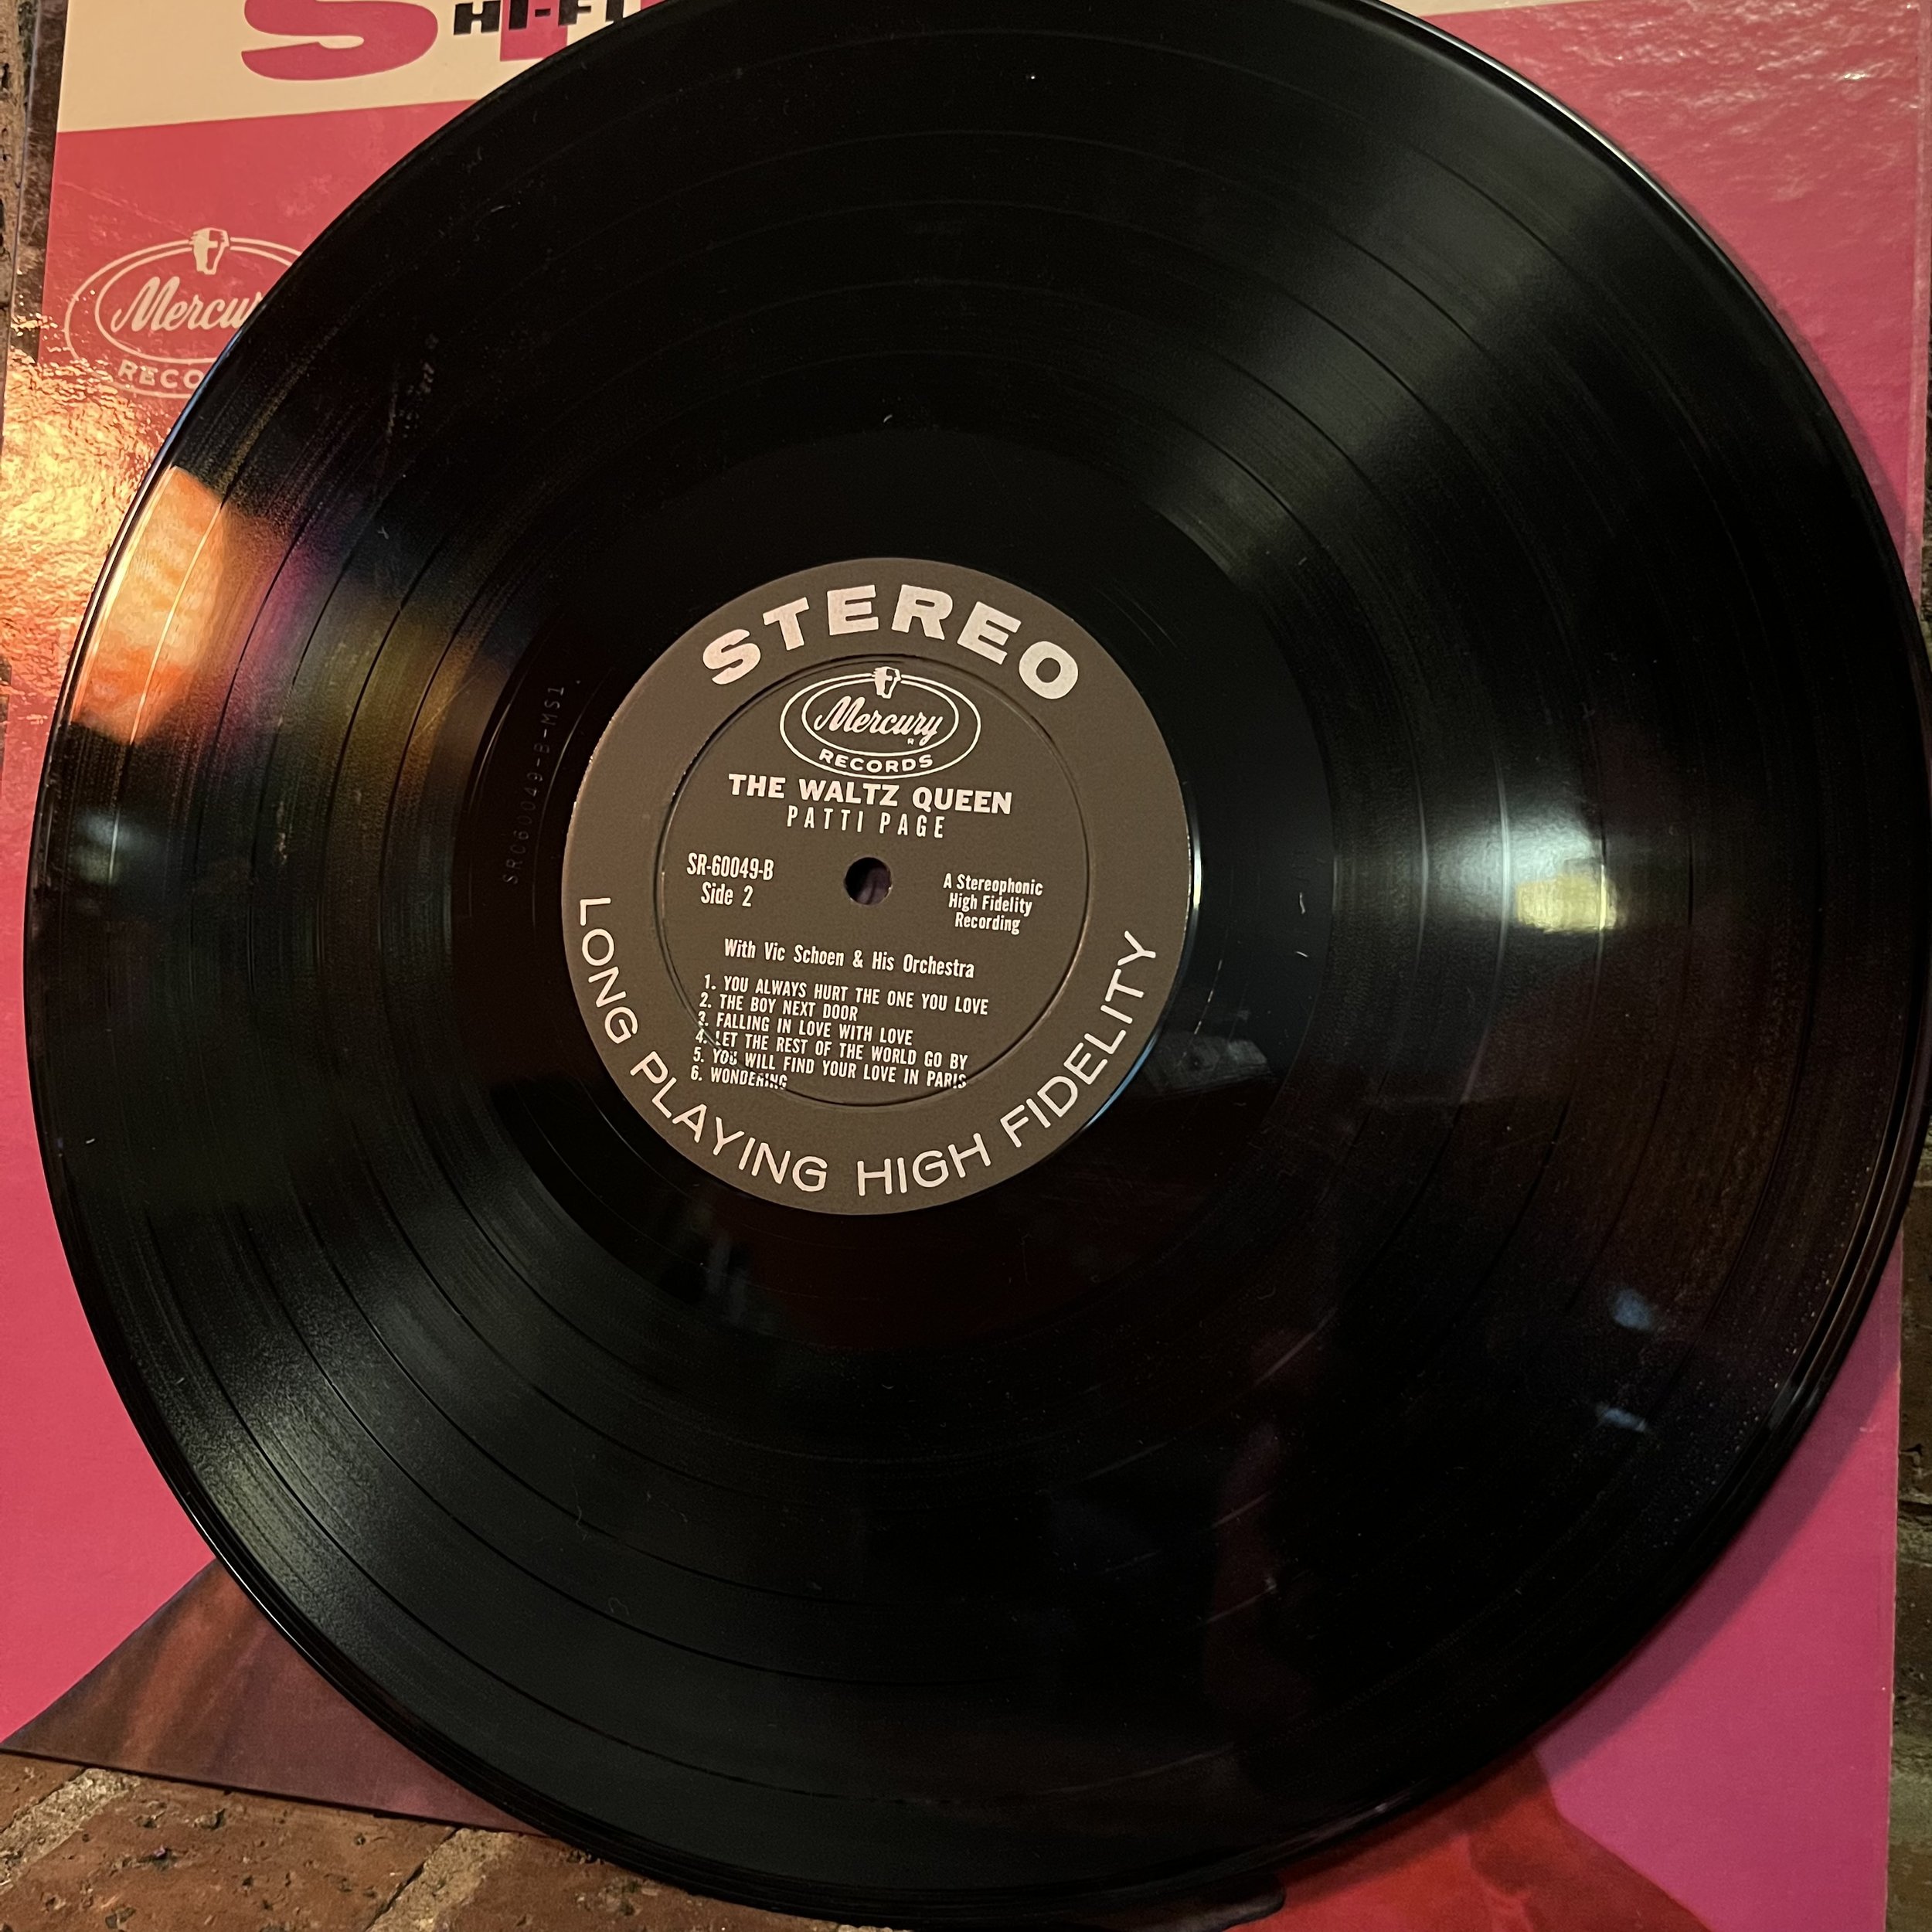 HI-FI
Mercu
RECO
SRC60049-B-MS1
STEREO
Mercury
R
RECORDS
THE WALTZ QUEEN
PATTI PAGE
SR-60049-B
Side 2
A Stereophonic
High Fidelity
Recording
With Vic Schoen & His Orchestra
1. YOU ALWAYS HURT THE ONE YOU LOVE
2. THE BOY NEXT DOOR
3. FALLING IN LOVE WITH LOVE
4. LET THE REST OF THE WORLD GO BY
5. YOU WILL FIND YOUR LOVE IN PARIS
6. WONDERING
LONG PLAYING HIGH FIDELITY